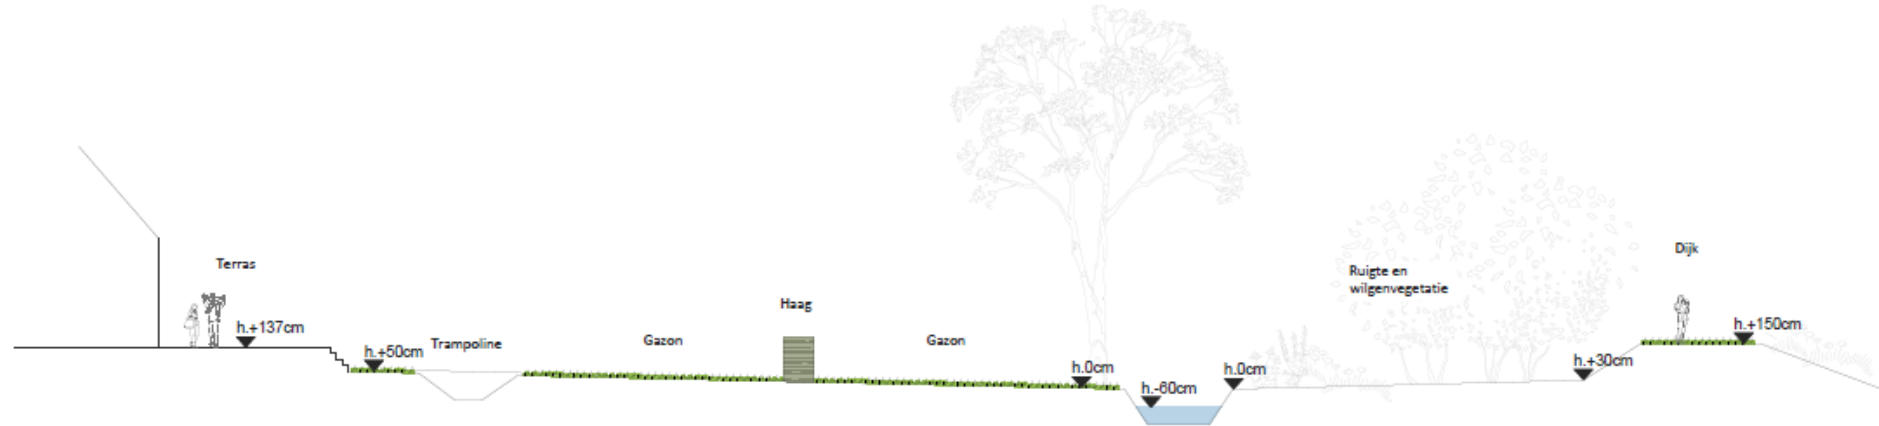 Terras
h.+137cm
h.+50cm
Trampoline
Gazon
Haag
Gazon
h.0cm
h.-60cm
h.0cm
Ruigte en
wilgenvegetatie
h.+30cm
Dijk
h.+150cm